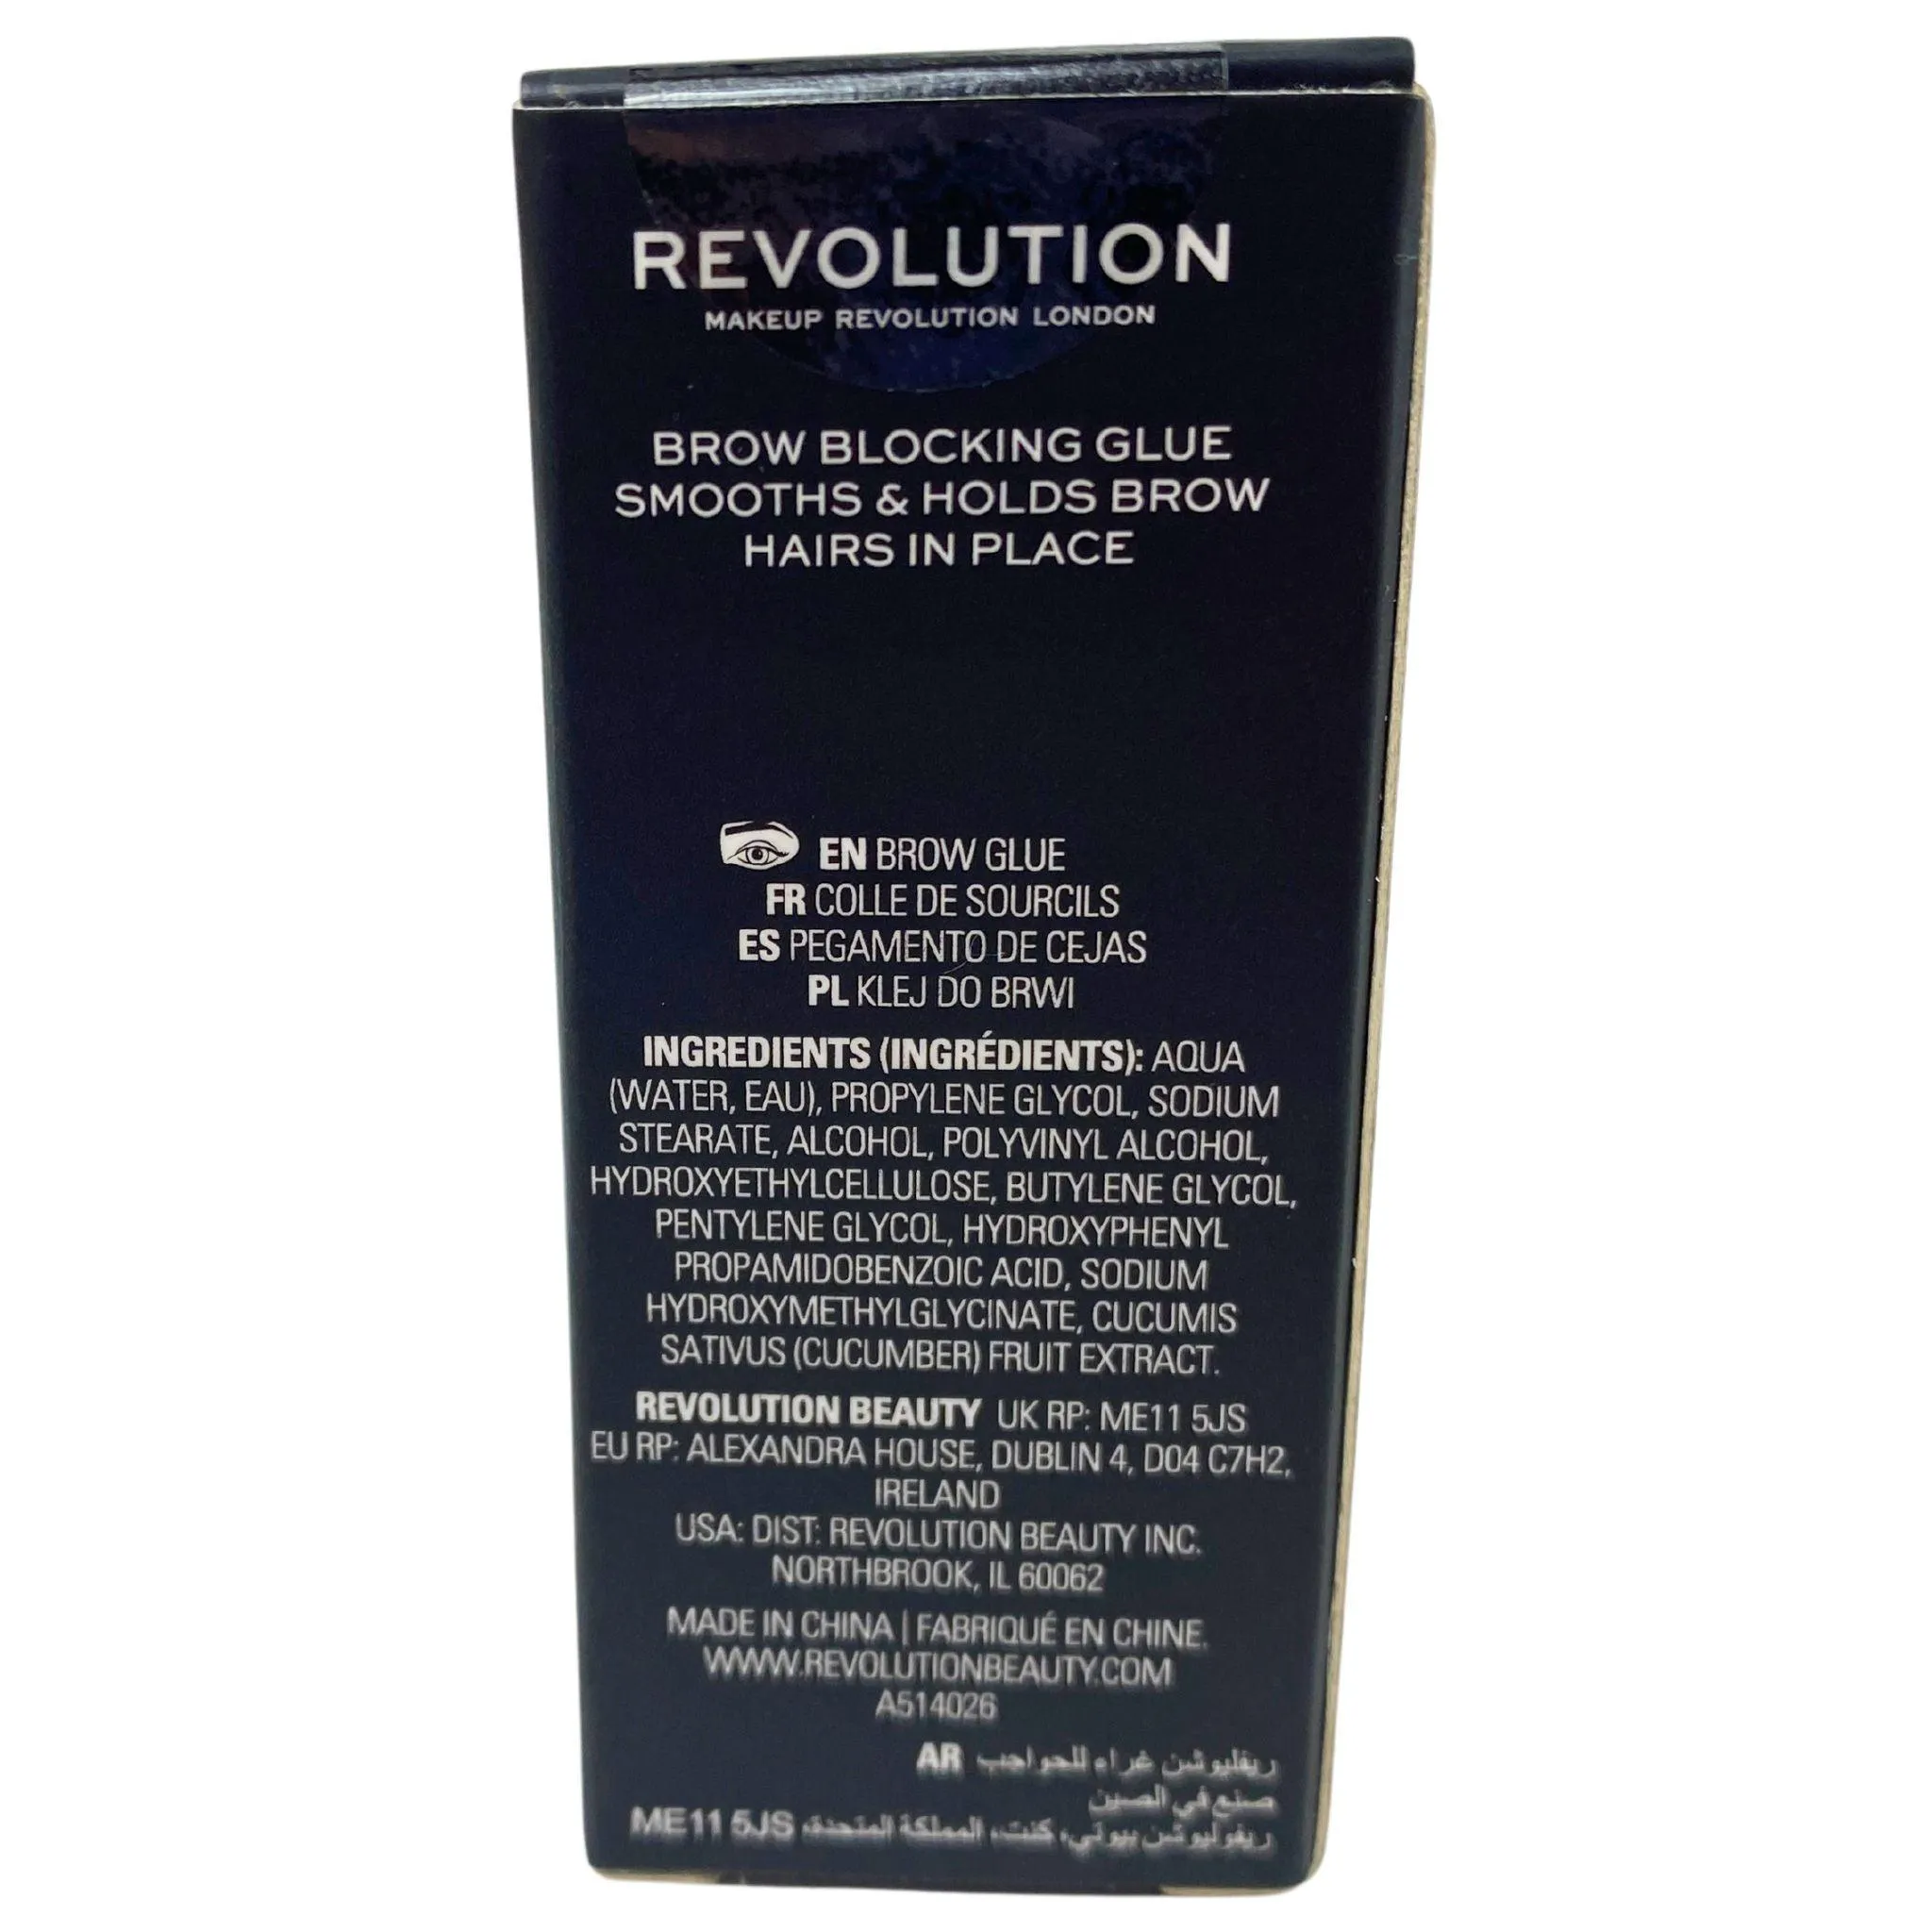 REVOLUTION
MAKEUP REVOLUTION LONDON
BROW BLOCKING GLUE
SMOOTHS & HOLDS BROW
HAIRS IN PLACE
EN BROW GLUE
FR COLLE DE SOURCILS
ES PEGAMENTO DE CEJAS
PL KLEJ DO BRWI
INGREDIENTS (INGRÉDIENTS): AQUA
(WATER, EAU), PROPYLENE GLYCOL, SODIUM
STEARATE, ALCOHOL, POLYVINYL ALCOHOL,
HYDROXYETHYLCELLULOSE, BUTYLENE GLYCOL,
PENTYLENE GLYCOL, HYDROXYPHENYL
PROPAMIDOBENZOIC ACID, SODIUM
HYDROXYMETHYLGLYCINATE, CUCUMIS
SATIVUS (CUCUMBER) FRUIT EXTRACT.
REVOLUTION BEAUTY UK RP: ME11 5JS
EU RP: ALEXANDRA HOUSE, DUBLIN 4, D04 C7H2,
IRELAND
USA: DIST: REVOLUTION BEAUTY INC.
NORTHBROOK, IL 60062
MADE IN CHINA | FABRIQUÉ EN CHINE.
WWW.REVOLUTIONBEAUTY.COM
A514026
AR ريفليوشن غراء للحواجب
صنع في الصين
ريفوليوشن بيوتي، كنت، المملكة المتحدة، ME11 5JS